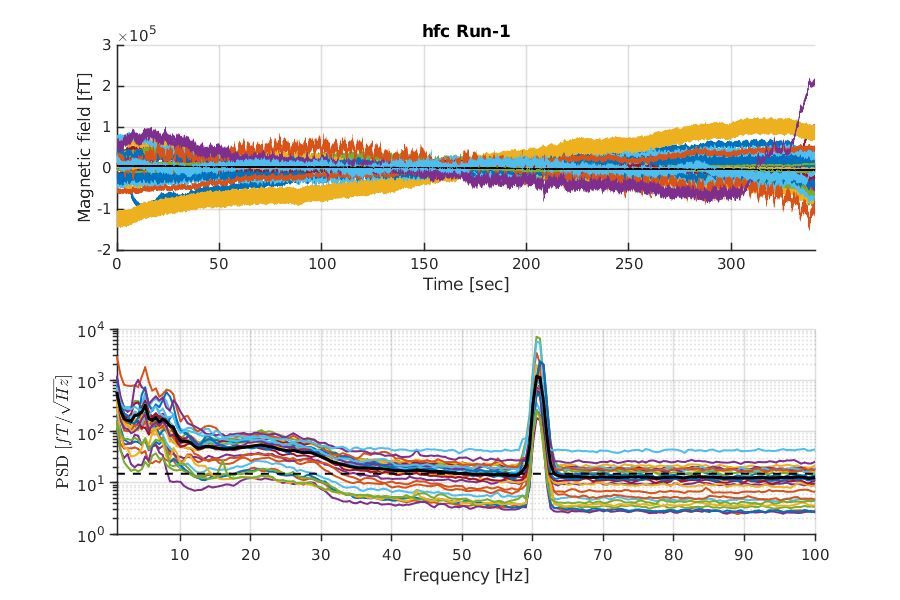 hfc Run-1
×10^5
Magnetic field [fT]
3
2
1
0
-1
-2
0 50 100 150 200 250 300
Time [sec]
PSD [fT/√Hz]
10^4
10^3
10^2
10^1
10^0
10 20 30 40 50 60 70 80 90 100
Frequency [Hz]